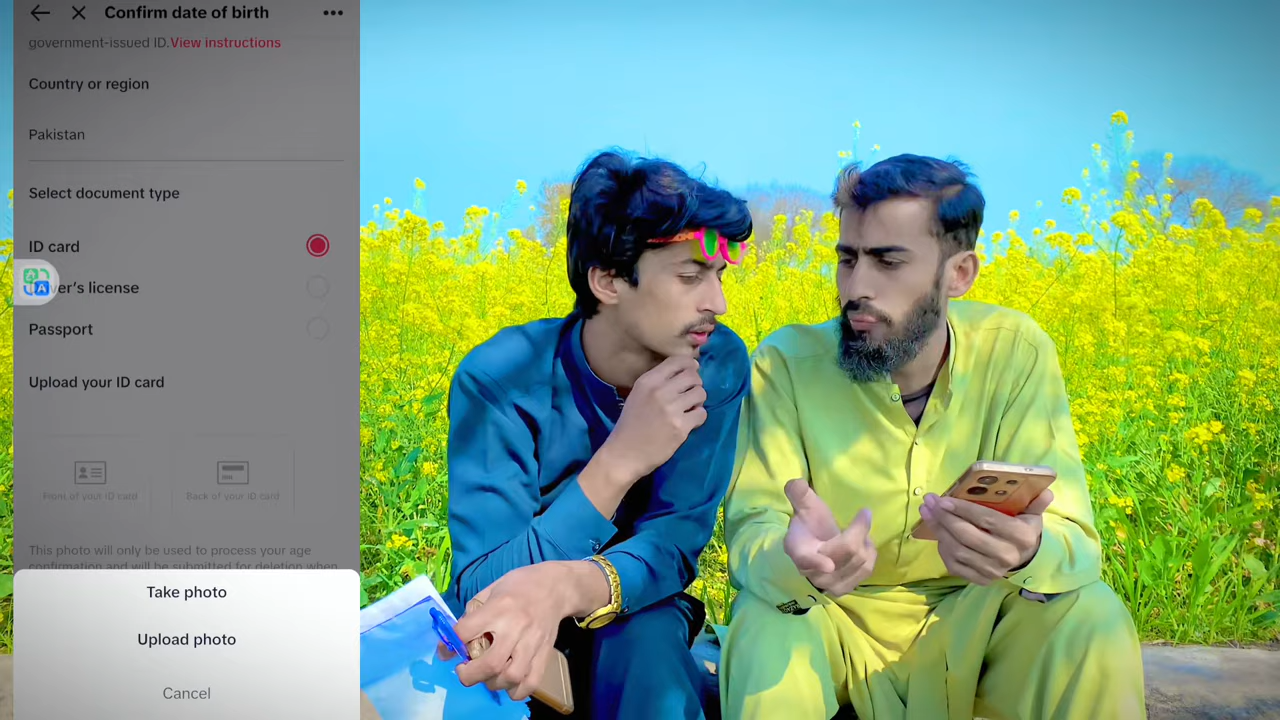 Confirm date of birth
government-issued ID.View instructions
Country or region
Pakistan
Select document type
ID card
er's license
Passport
Upload your ID card
Front of your ID card
Back of your ID card
This photo will only be used to process your age
confirmation and will be submitted for deletion when
Take photo
Upload photo
Cancel